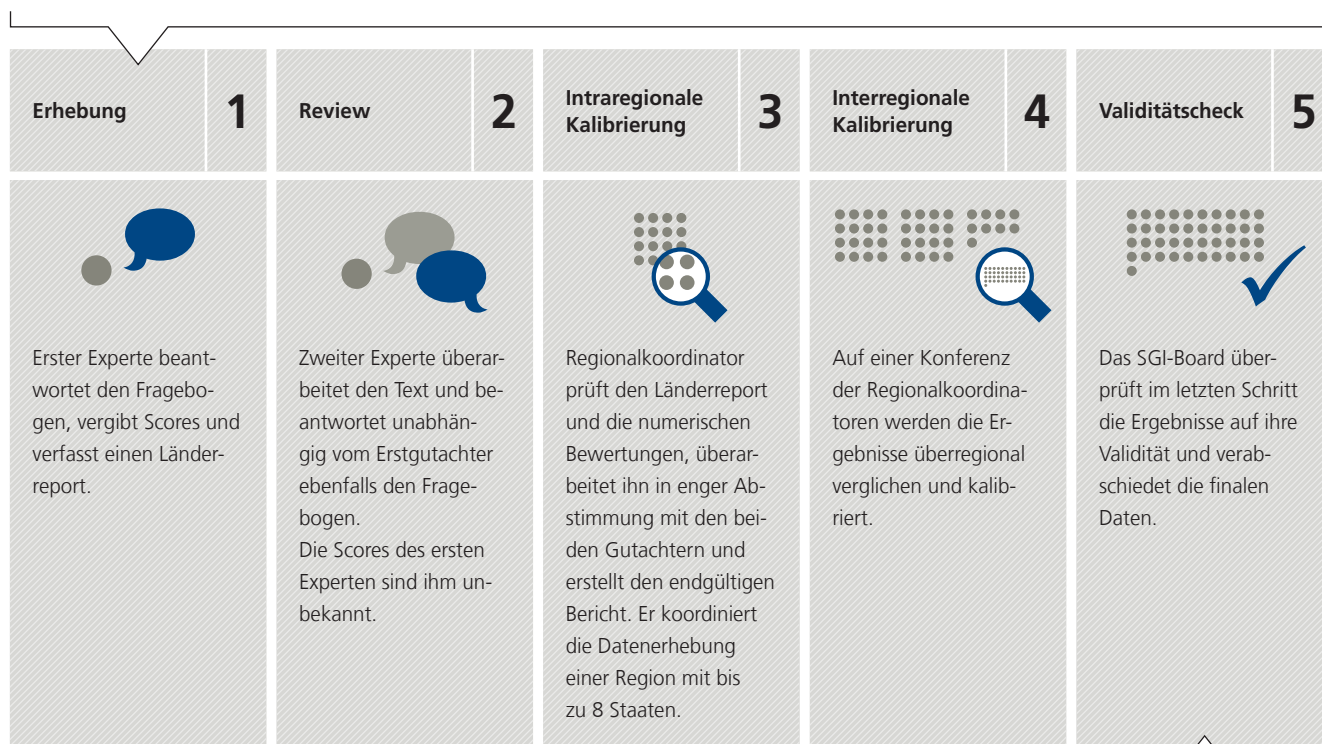 Erhebung
1
Erster Experte beant-
wortet den Fragebo-
gen, vergibt Scores und
verfasst einen Länder-
report.
Review
2
Zweiter Experte überar-
beitet den Text und be-
antwortet unabhän-
gig vom Erstgutachter
ebenfalls den Frage-
bogen.
Die Scores des ersten
Experten sind ihm un-
bekannt.
Intraregionale
Kalibrierung
3
Regionalkoordinator
prüft den Länderreport
und die numerischen
Bewertungen, überar-
beitet ihn in enger Ab-
stimmung mit den bei-
den Gutachtern und
erstellt den endgültigen
Bericht. Er koordiniert
die Datenerhebung
einer Region mit bis
zu 8 Staaten.
Interregionale
Kalibrierung
4
Auf einer Konferenz
der Regionalkoordina-
toren werden die Er-
gebnisse überregional
verglichen und kalib-
riert.
Validitätscheck
5
Das SGI-Board über-
prüft im letzten Schritt
die Ergebnisse auf ihre
Validität und verab-
schiedet die finalen
Daten.